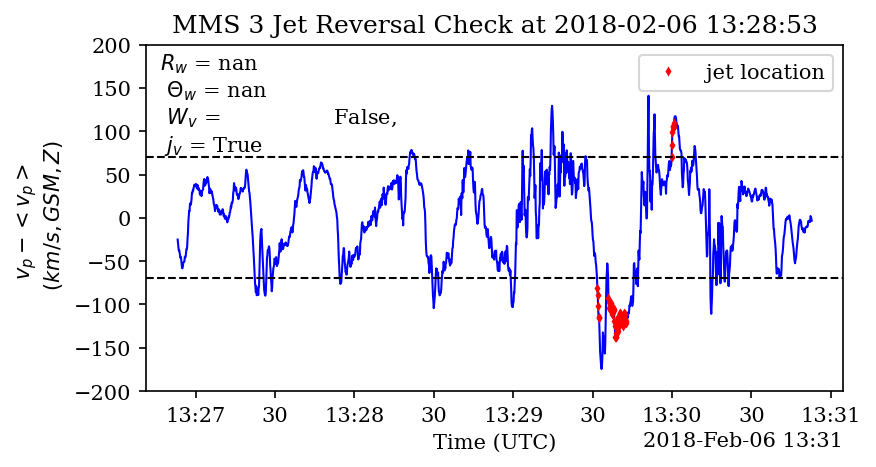 MMS 3 Jet Reversal Check at 2018-02-06 13:28:53
R_w = nan
Θ_w = nan
W_v = False,
j_v = True
jet location
v_p − <v_p>
(km/s, GSM, Z)
200
150
100
50
0
−50
−100
−150
−200
13:27 30 13:28 30 13:29 30 13:30 30 13:31
Time (UTC)
2018-Feb-06 13:31